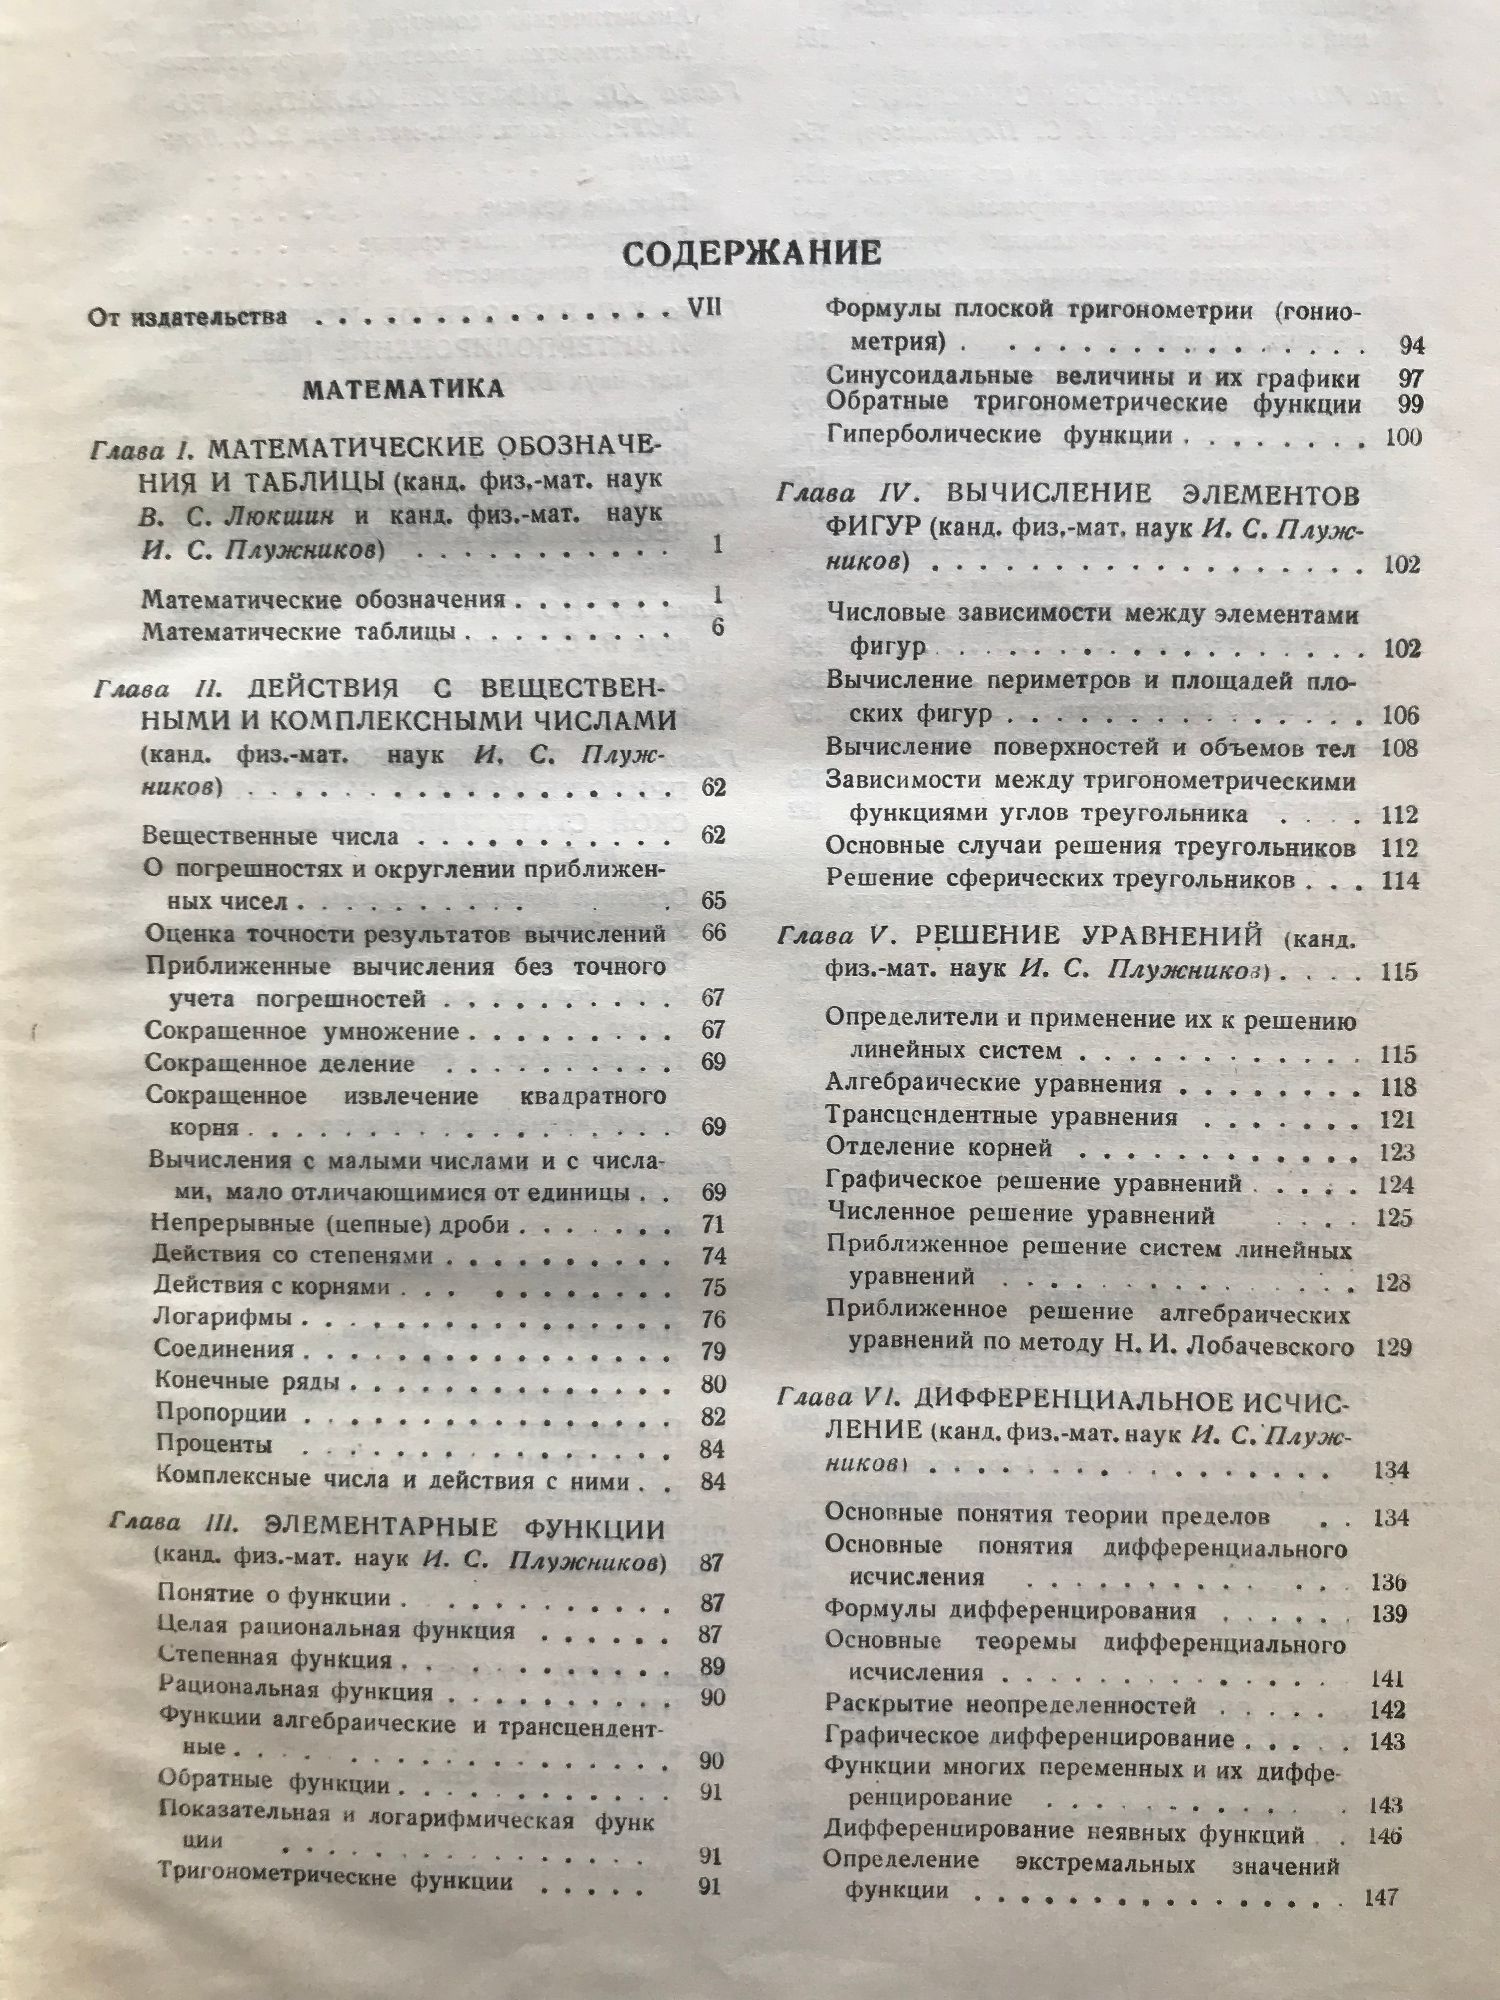 СОДЕРЖАНИЕ
От издательства . . . . . . . . . . . . . . . VII
МАТЕМАТИКА
Глава I. МАТЕМАТИЧЕСКИЕ ОБОЗНАЧЕ-
НИЯ И ТАБЛИЦЫ (канд. физ.-мат. наук
В. С. Люкшин и канд. физ.-мат. наук
И. С. Плужников) . . . . . . . . . . . 1
Математические обозначения . . . . . . . 1
Математические таблицы . . . . . . . . . 6
Глава II. ДЕЙСТВИЯ С ВЕЩЕСТВЕН-
НЫМИ И КОМПЛЕКСНЫМИ ЧИСЛАМИ
(канд. физ.-мат. наук И. С. Плуж-
ников) . . . . . . . . . . . . . . . . . 62
Вещественные числа . . . . . . . . . . . 62
О погрешностях и округлении приближен-
ных чисел . . . . . . . . . . . 65
Оценка точности результатов вычислений 66
Приближенные вычисления без точного
учета погрешностей . . . . . . . . . . 67
Сокращенное умножение . . . . . . . . . 67
Сокращенное деление . . . . . . . . . . 69
Сокращенное извлечение квадратного
корня . . . . . . . . . . . . . . . . . 69
Вычисления с малыми числами и с числа-
ми, мало отличающимися от единицы . . 69
Непрерывные (цепные) дроби . . . . . . . 71
Действия со степенями . . . . . . . . . . 74
Действия с корнями . . . . . . . . . . . 75
Логарифмы . . . . . . . . . . . . . . . . 76
Соединения . . . . . . . . . . . . . . . . 79
Конечные ряды . . . . . . . . . . . . . . 80
Пропорции . . . . . . . . . . . . . . . . 82
Проценты . . . . . . . . . . . . . . . . 84
Комплексные числа и действия с ними . . 84
Глава III. ЭЛЕМЕНТАРНЫЕ ФУНКЦИИ
(канд. физ.-мат. наук И. С. Плужников) 87
Понятие о функции . . . . . . . . . . . 87
Целая рациональная функция . . . . . . 87
Степенная функция . . . . . . . . . . . 89
Рациональная функция . . . . . . . . . . 90
Функции алгебраические и трансцендент-
ные . . . . . . . . . . . . . . . . . 90
Обратные функции . . . . . . . . . . . . 91
Показательная и логарифмическая функ
ции . . . . . . . . . . . . . . . 91
Тригонометрические функции . . . . . 91
Формулы плоской тригонометрии (гонио-
метрия) . . . . . . . . . . . . . . . . 94
Синусоидальные величины и их графики 97
Обратные тригонометрические функции 99
Гиперболические функции . . . . . . . . 100
Глава IV. ВЫЧИСЛЕНИЕ ЭЛЕМЕНТОВ
ФИГУР (канд. физ.-мат. наук И. С. Плуж-
ников) . . . . . . . . . . . . . . . . . . 102
Числовые зависимости между элементами
фигур . . . . . . . . . . . . . . . . . . 102
Вычисление периметров и площадей пло-
ских фигур . . . . . . . . . . . . . . . 106
Вычисление поверхностей и объемов тел 108
Зависимости между тригонометрическими
функциями углов треугольника . . . . 112
Основные случаи решения треугольников 112
Решение сферических треугольников . . . 114
Глава V. РЕШЕНИЕ УРАВНЕНИЙ (канд.
физ.-мат. наук И. С. Плужников) . . . . 115
Определители и применение их к решению
линейных систем . . . . . . . . . . . . 115
Алгебраические уравнения . . . . . . . . 118
Трансцендентные уравнения . . . . . . . 121
Отделение корней . . . . . . . . . . . . 123
Графическое решение уравнений . . . . . 124
Численное решение уравнений . . . . 125
Приближенное решение систем линейных
уравнений . . . . . . . . . . . . . . . 128
Приближенное решение алгебраических
уравнений по методу Н. И. Лобачевского 129
Глава VI. ДИФФЕРЕНЦИАЛЬНОЕ ИСЧИС-
ЛЕНИЕ (канд. физ.-мат. наук И. С. Плуж-
ников) . . . . . . . . . . . . . . . . . 134
Основные понятия теории пределов . . 134
Основные понятия дифференциального
исчисления . . . . . . . . . . . . . 136
Формулы дифференцирования . . . . . . 139
Основные теоремы дифференциального
исчисления . . . . . . . . . . . . . . 141
Раскрытие неопределенностей . . . . . 142
Графическое дифференцирование . . . . . 143
Функции многих переменных и их диффе-
ренцирование . . . . . . . . . . . . 143
Дифференцирование неявных функций . . 146
Определение экстремальных значений
функции . . . . . . . . . . . . . . . . 147